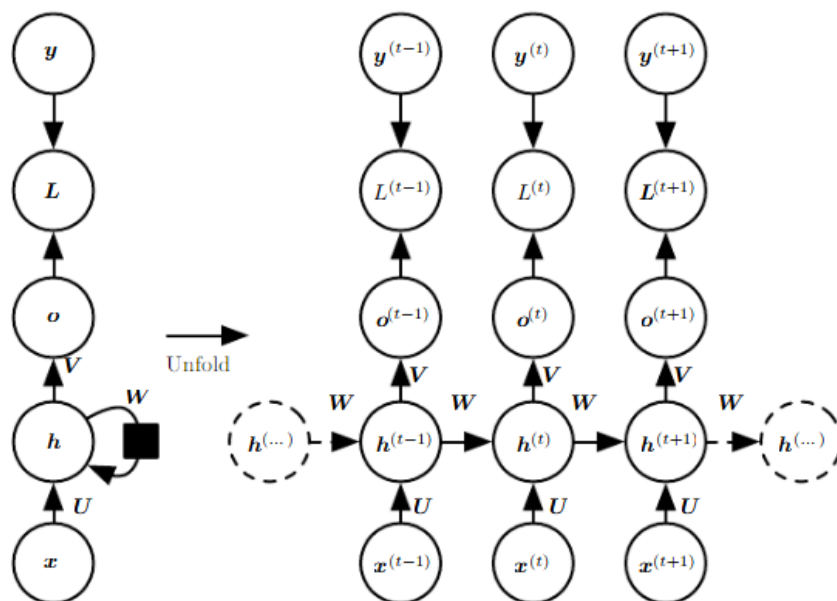 y y^(t−1) y^(t) y^(t+1)
L L^(t−1) L^(t) L^(t+1)
o o^(t−1) o^(t) o^(t+1)
Unfold
V V V V
W W W W W
h h^(...) h^(t−1) h^(t) h^(t+1) h^(...)
U U U U
x x^(t−1) x^(t) x^(t+1)